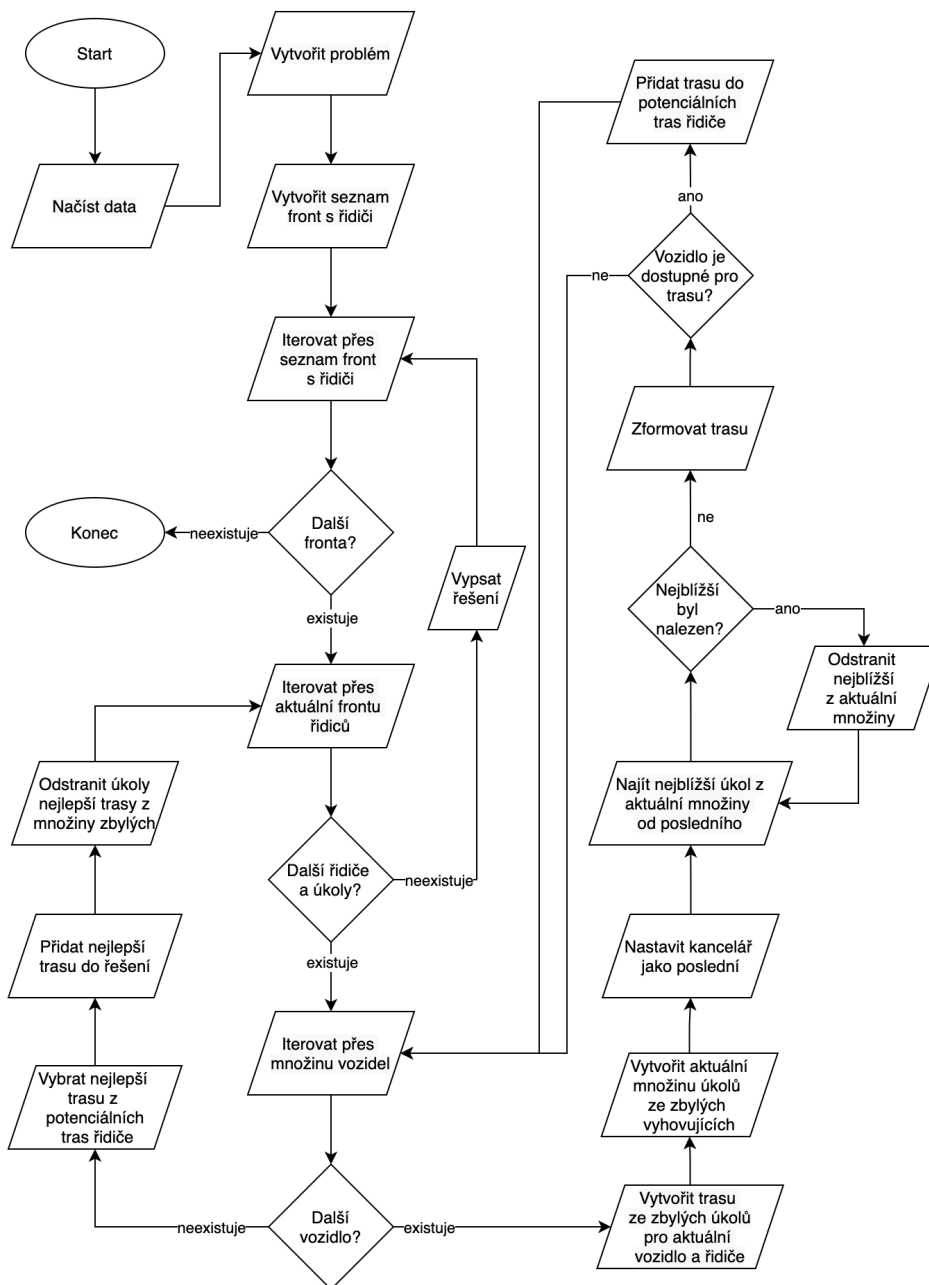 Start
Načíst data
Vytvořit problém
Vytvořit seznam
front s řidiči
Iterovat přes
seznam front
s řidiči
Další
fronta?
neexistuje
Konec
existuje
Iterovat přes
aktuální frontu
řidiců
Další řidiče
a úkoly?
neexistuje
Vypsat
řešení
existuje
Iterovat přes
množinu vozidel
Další
vozidlo?
neexistuje
Vybrat nejlepší
trasu z
potenciálních
tras řidiče
Přidat nejlepší
trasu do řešení
Odstranit úkoly
nejlepší trasy z
množiny zbylých
existuje
Vytvořit trasu
ze zbylých úkolů
pro aktuální
vozidlo a řidiče
Vytvořit aktuální
množinu úkolů
ze zbylých
vyhovujících
Nastavit kancelář
jako poslední
Najít nejbližší úkol z
aktuální množiny
od posledního
Nejblížší
byl
nalezen?
ano
Odstranit
nejblížší
z aktuální
množiny
ne
Zformovat trasu
Vozidlo je
dostupné pro
trasu?
ne
ano
Přidat trasu do
potenciálních
tras řidiče